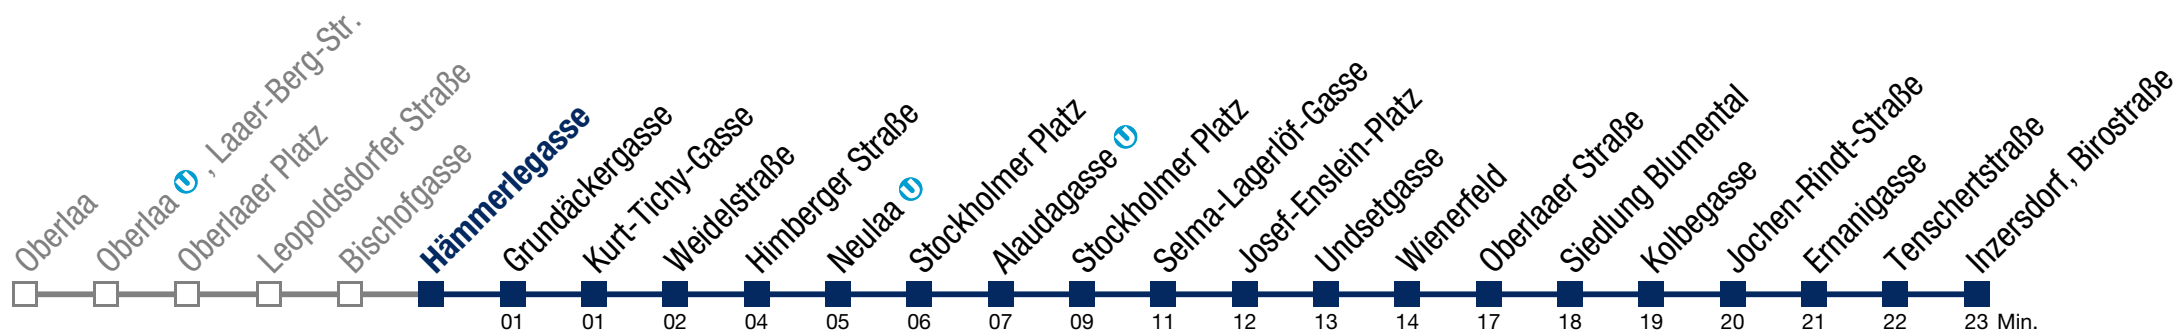 Oberlaa
Oberlaa U , Laaer-Berg-Str.
Oberlaaer Platz
Leopoldsdorfer Straße
Bischofgasse
Hämmerlegasse
Grundäckergasse
Kurt-Tichy-Gasse
Weidelstraße
Himberger Straße
Neulaa U
Stockholmer Platz
Alaudagasse U
Stockholmer Platz
Selma-Lagerlöf-Gasse
Josef-Enslein-Platz
Undsetgasse
Wienerfeld
Oberlaaer Straße
Siedlung Blumental
Kolbegasse
Jochen-Rindt-Straße
Ernanigasse
Tenschertstraße
Inzersdorf, Birostraße
01 01 02 04 05 06 07 09 11 12 13 14 17 18 19 20 21 22 23 Min.